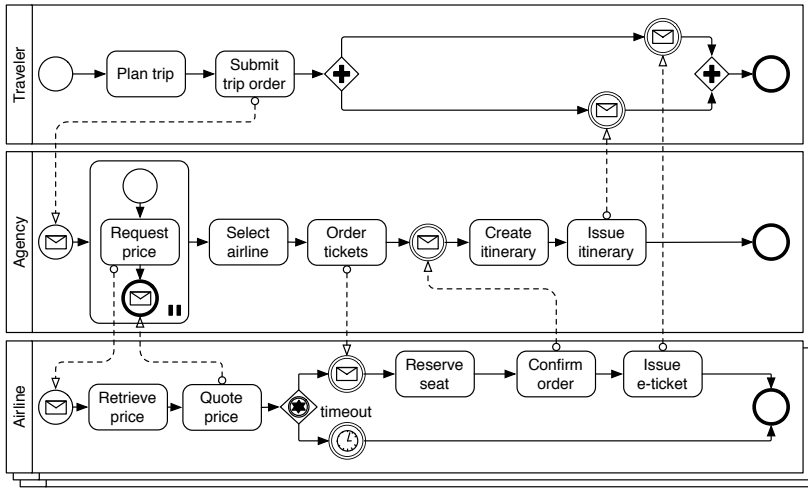 Traveler
Plan trip
Submit
trip order
Agency
Request
price
Select
airline
Order
tickets
Create
itinerary
Issue
itinerary
Airline
Retrieve
price
Quote
price
timeout
Reserve
seat
Confirm
order
Issue
e-ticket